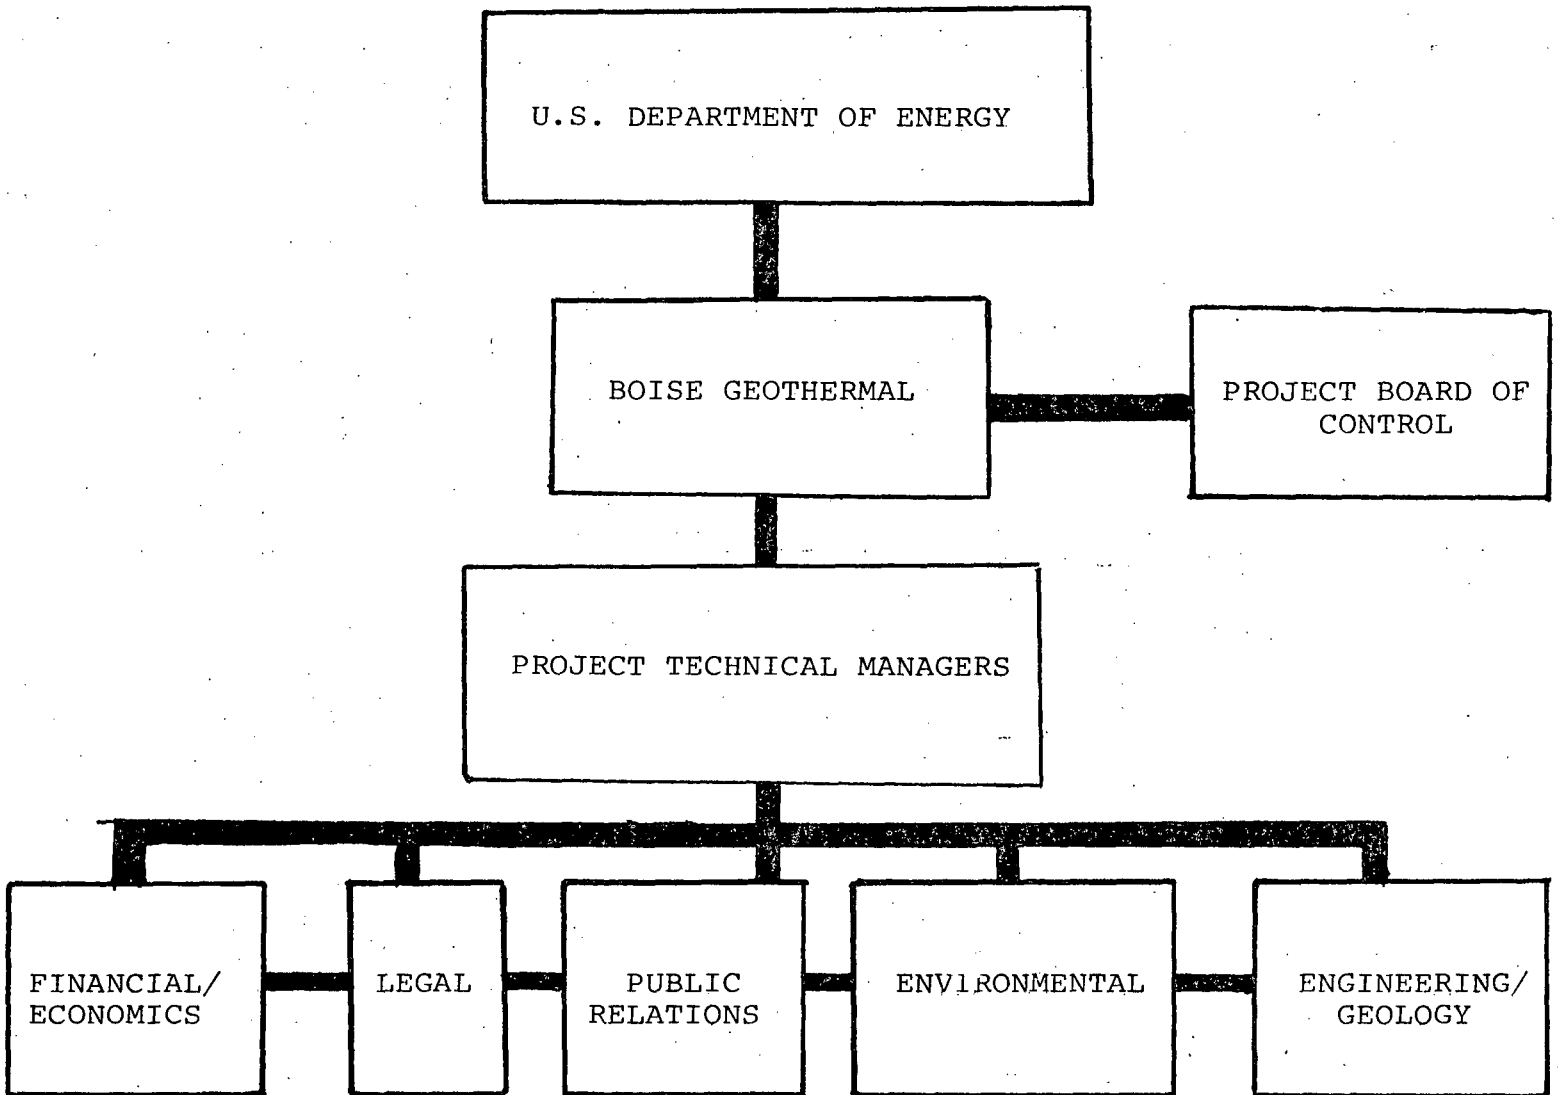 U.S. DEPARTMENT OF ENERGY
BOISE GEOTHERMAL
PROJECT BOARD OF
CONTROL
PROJECT TECHNICAL MANAGERS
FINANCIAL/
ECONOMICS
LEGAL
PUBLIC
RELATIONS
ENVIRONMENTAL
ENGINEERING/
GEOLOGY